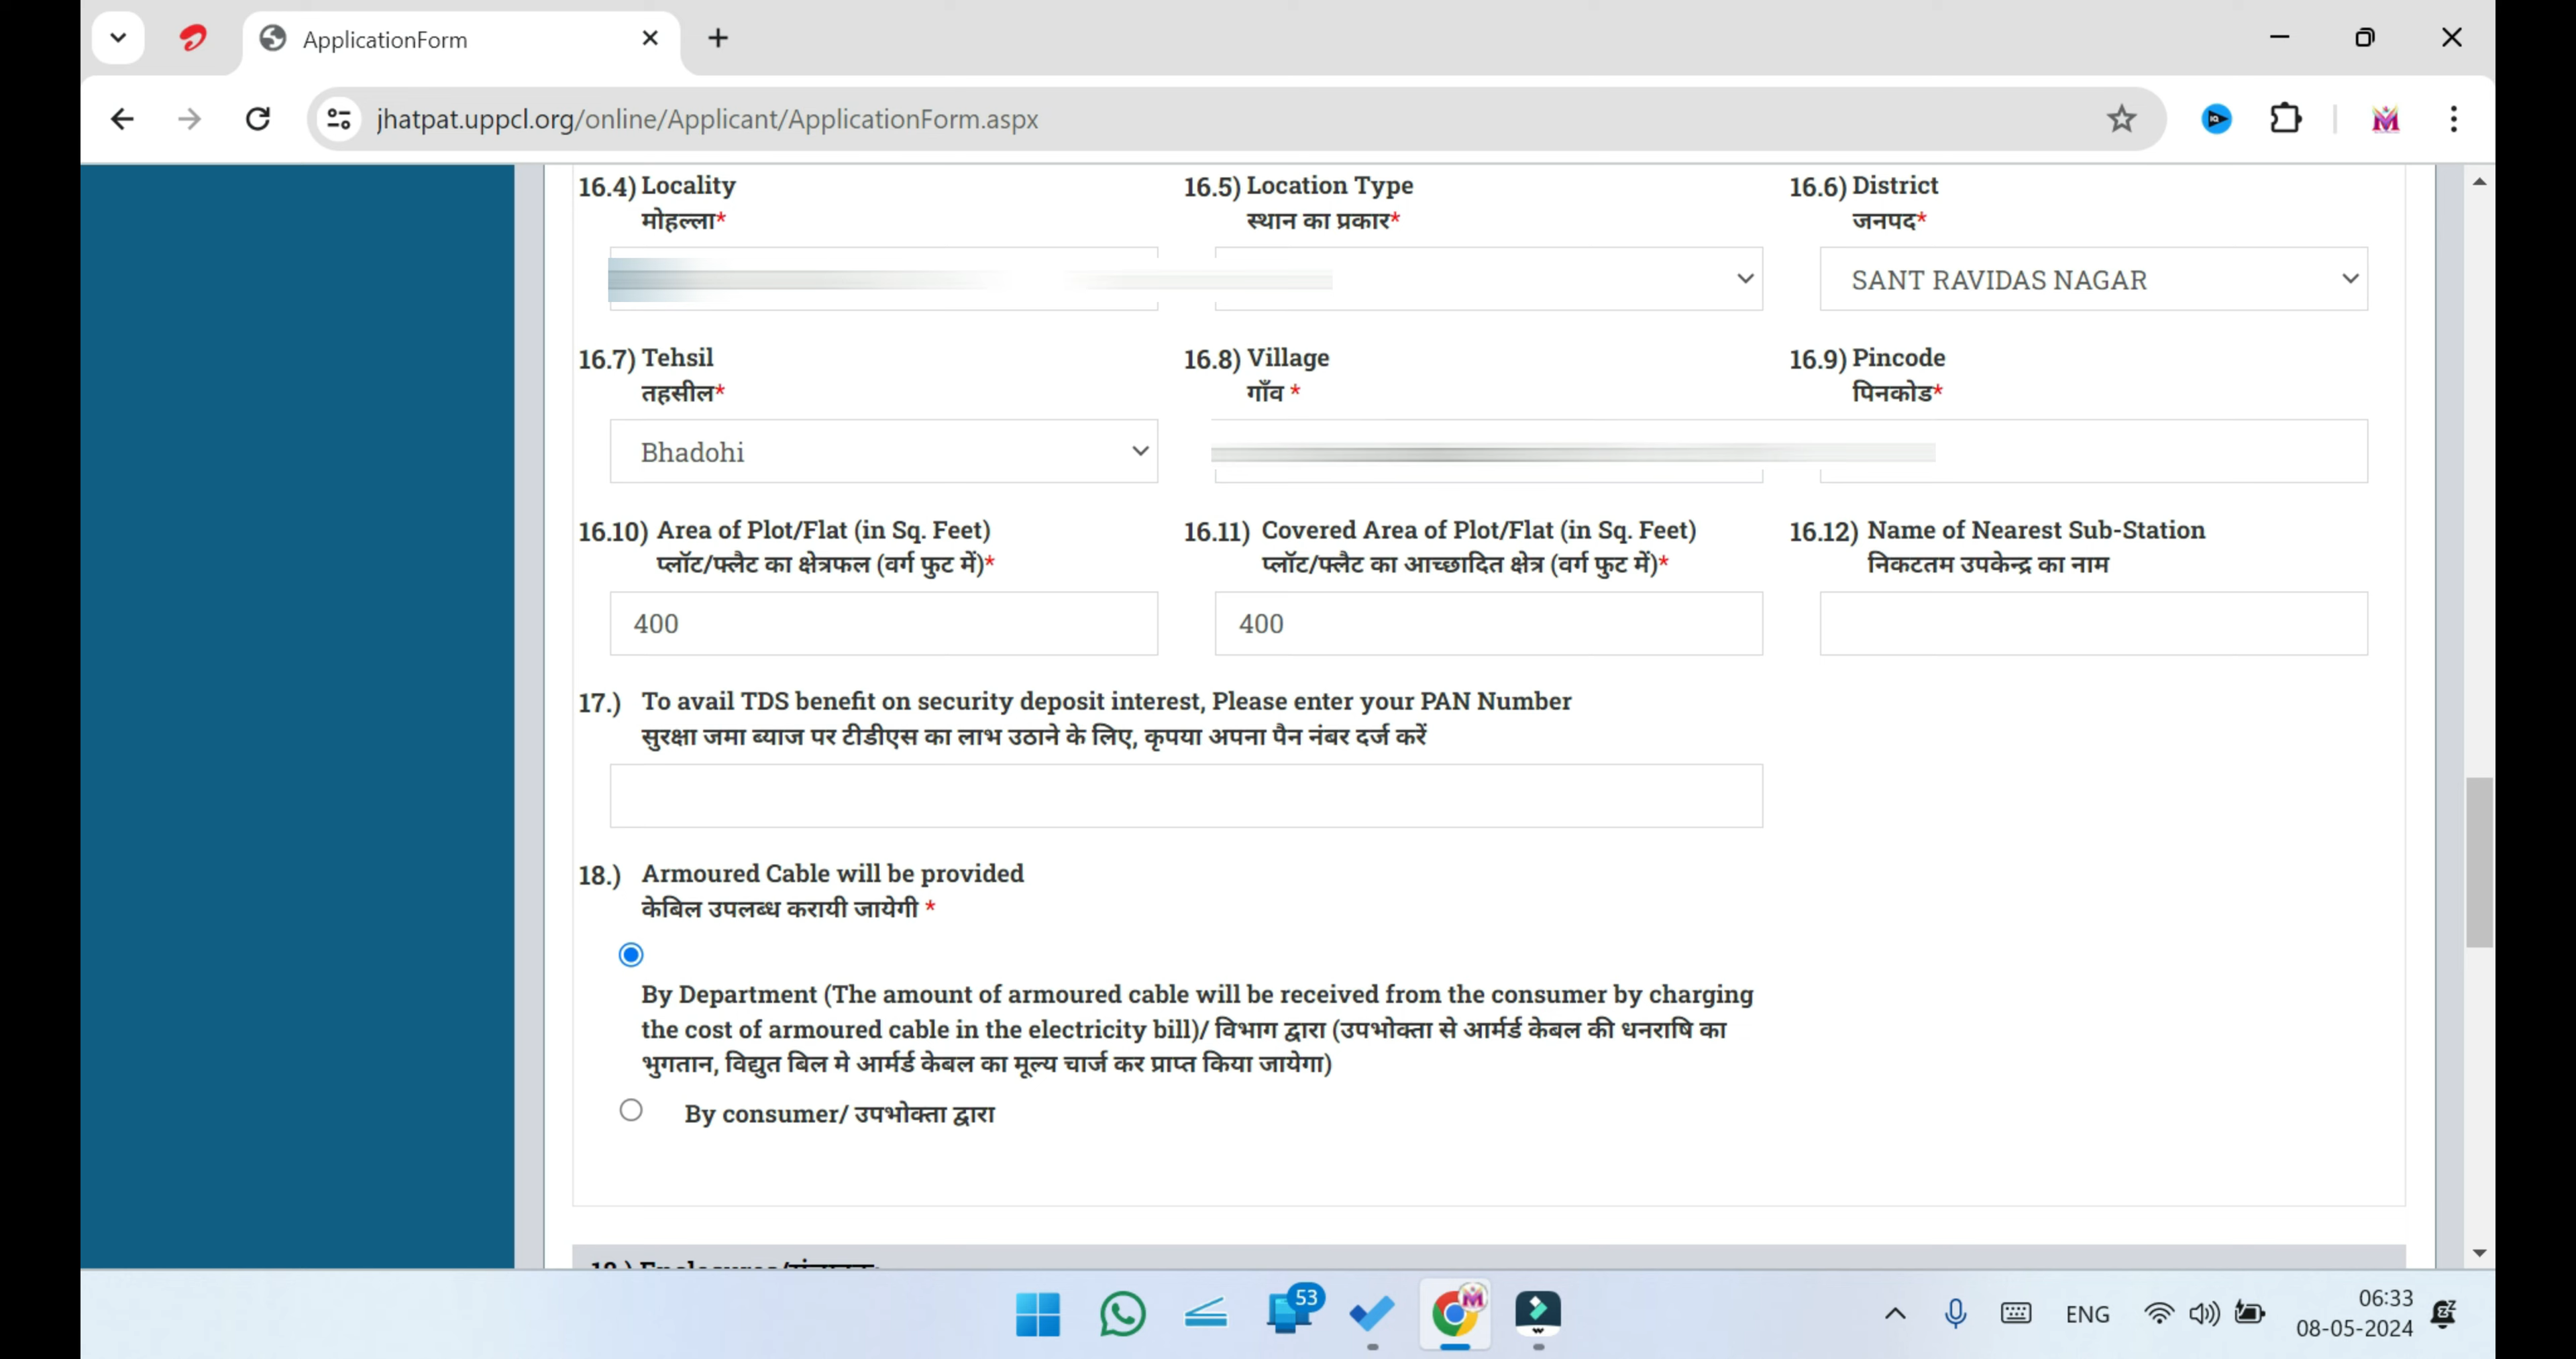 ApplicationForm
jhatpat.uppcl.org/online/Applicant/ApplicationForm.aspx
16.4) Locality
मोहल्ला*
16.5) Location Type
स्थान का प्रकार*
16.6) District
जनपद*
SANT RAVIDAS NAGAR
16.7) Tehsil
तहसील*
16.8) Village
गाँव *
16.9) Pincode
पिनकोड*
Bhadohi
16.10) Area of Plot/Flat (in Sq. Feet)
प्लॉट/फ्लैट का क्षेत्रफल (वर्ग फुट में)*
16.11) Covered Area of Plot/Flat (in Sq. Feet)
प्लॉट/फ्लैट का आच्छादित क्षेत्र (वर्ग फुट में)*
16.12) Name of Nearest Sub-Station
निकटतम उपकेन्द्र का नाम
400
400
17.) To avail TDS benefit on security deposit interest, Please enter your PAN Number
सुरक्षा जमा ब्याज पर टीडीएस का लाभ उठाने के लिए, कृपया अपना पैन नंबर दर्ज करें
18.) Armoured Cable will be provided
केबिल उपलब्ध करायी जायेगी *
By Department (The amount of armoured cable will be received from the consumer by charging
the cost of armoured cable in the electricity bill)/ विभाग द्वारा (उपभोक्ता से आर्मर्ड केबल की धनराषि का
भुगतान, विद्युत बिल मे आर्मर्ड केबल का मूल्य चार्ज कर प्राप्त किया जायेगा)
By consumer/ उपभोक्ता द्वारा
53
ENG
06:33
08-05-2024